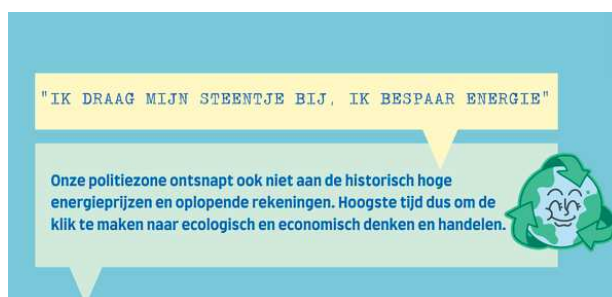 "IK DRAAG MIJN STEENTJE BIJ, IK BESPAAR ENERGIE"
Onze politiezone ontsnapt ook niet aan de historisch hoge
energieprijzen en oplopende rekeningen. Hoogste tijd dus om de
klik te maken naar ecologisch en economisch denken en handelen.